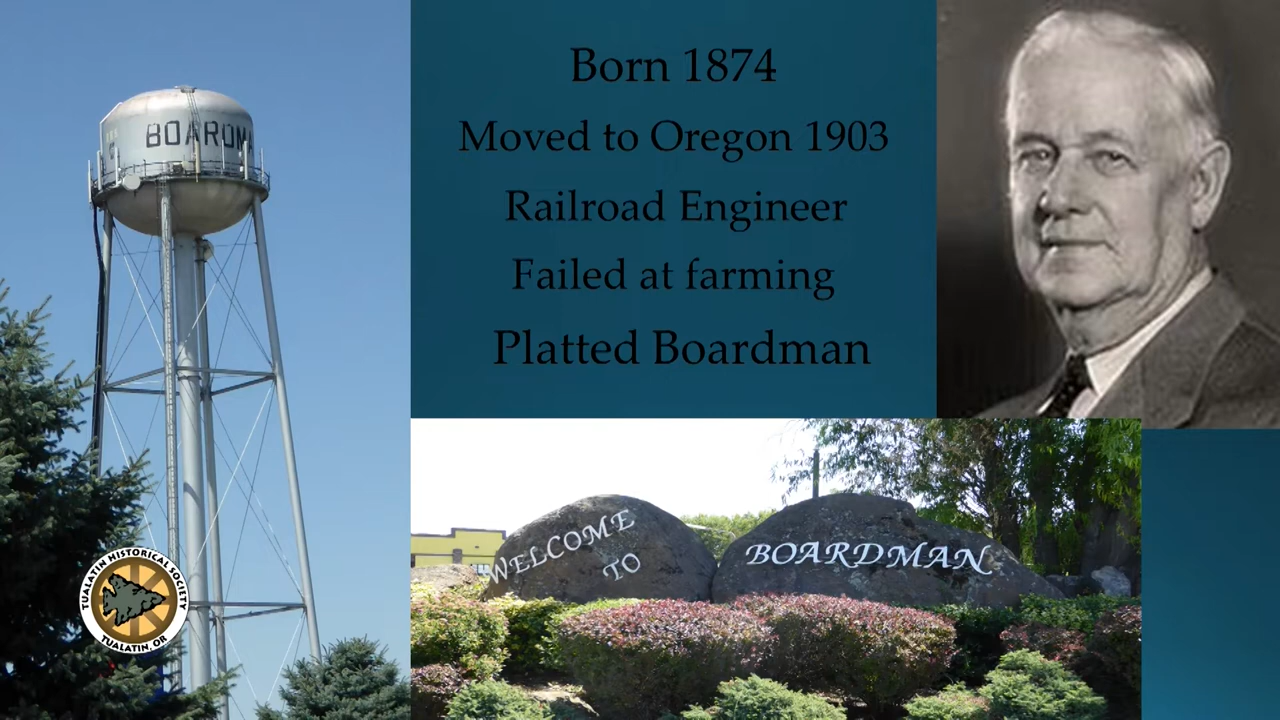 BOARDMA
Born 1874
Moved to Oregon 1903
Railroad Engineer
Failed at farming
Platted Boardman
WELCOME
TO
BOARDMAN
TUALATIN HISTORICAL SOCIETY
TUALATIN, OR